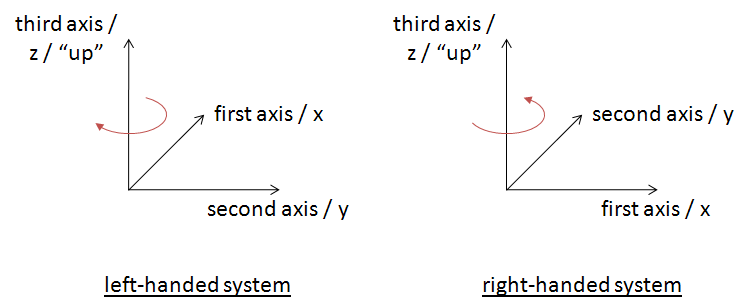 third axis /
z / “up”
first axis / x
second axis / y
left-handed system
third axis /
z / “up”
second axis / y
first axis / x
right-handed system